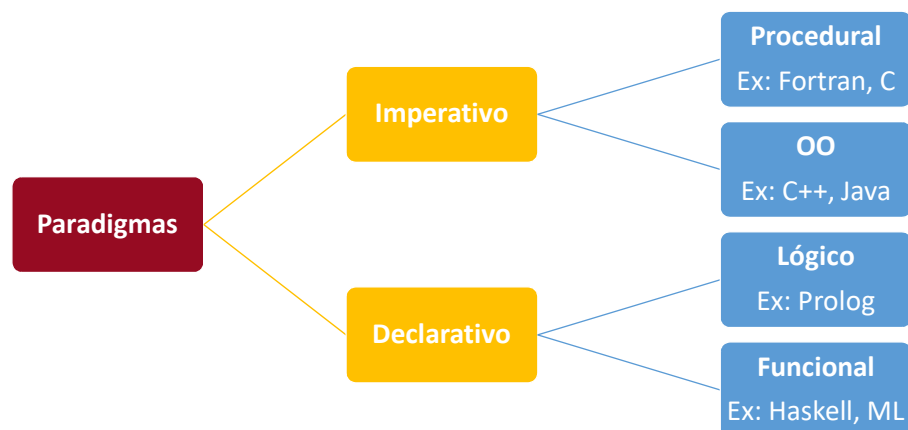 Paradigmas
Imperativo
Procedural
Ex: Fortran, C
OO
Ex: C++, Java
Declarativo
Lógico
Ex: Prolog
Funcional
Ex: Haskell, ML